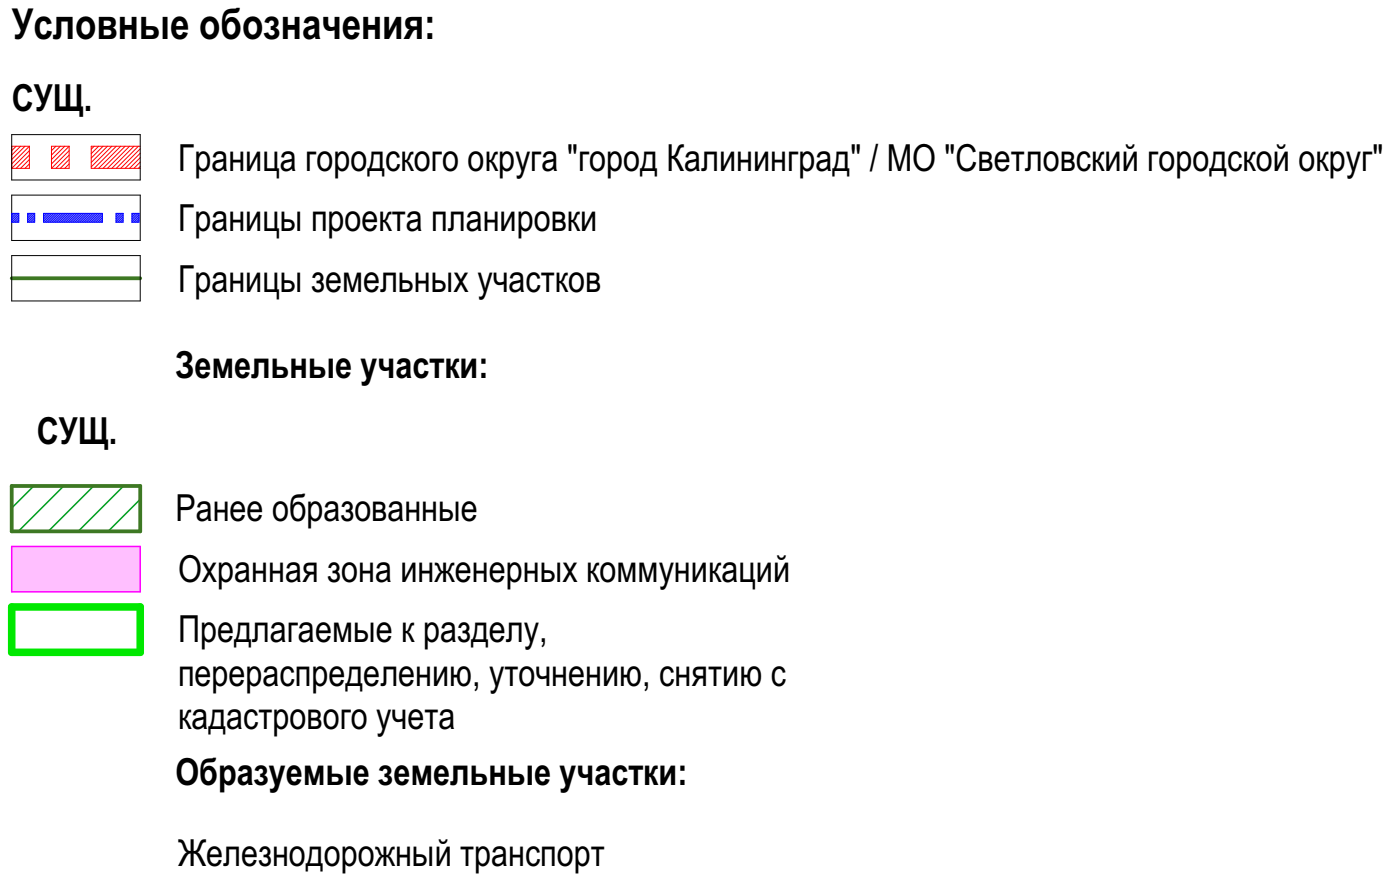 Условные обозначения:
СУЩ.
Граница городского округа "город Калининград" / МО "Светловский городской округ"
Границы проекта планировки
Границы земельных участков
Земельные участки:
СУЩ.
Ранее образованные
Охранная зона инженерных коммуникаций
Предлагаемые к разделу,
перераспределению, уточнению, снятию с
кадастрового учета
Образуемые земельные участки:
Железнодорожный транспорт